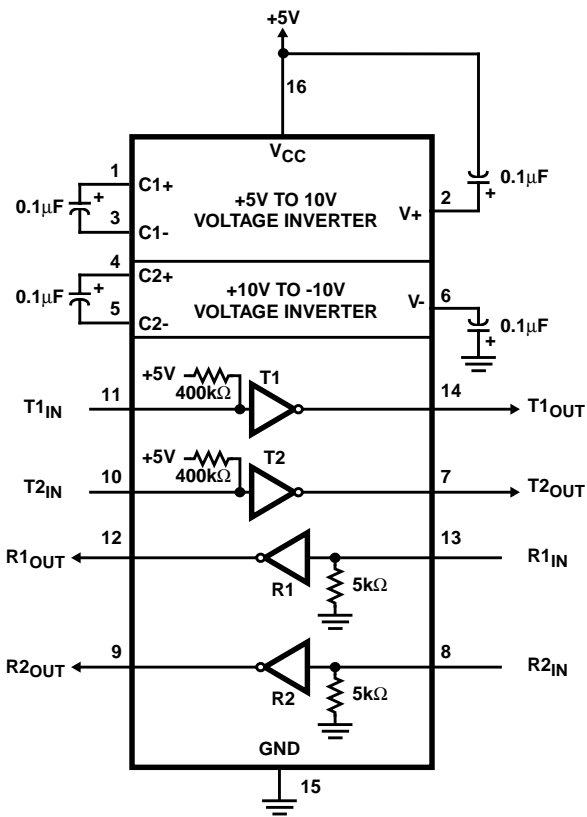 +5V
16
VCC
1
C1+
0.1μF
+
3
C1-
+5V TO 10V
VOLTAGE INVERTER
2
V+
0.1μF
+
4
C2+
0.1μF
+
5
C2-
+10V TO -10V
VOLTAGE INVERTER
6
V-
0.1μF
+
T1IN
11
+5V
400kΩ
T1
14
T1OUT
T2IN
10
+5V
400kΩ
T2
7
T2OUT
R1OUT
12
R1
5kΩ
13
R1IN
R2OUT
9
R2
5kΩ
8
R2IN
GND
15